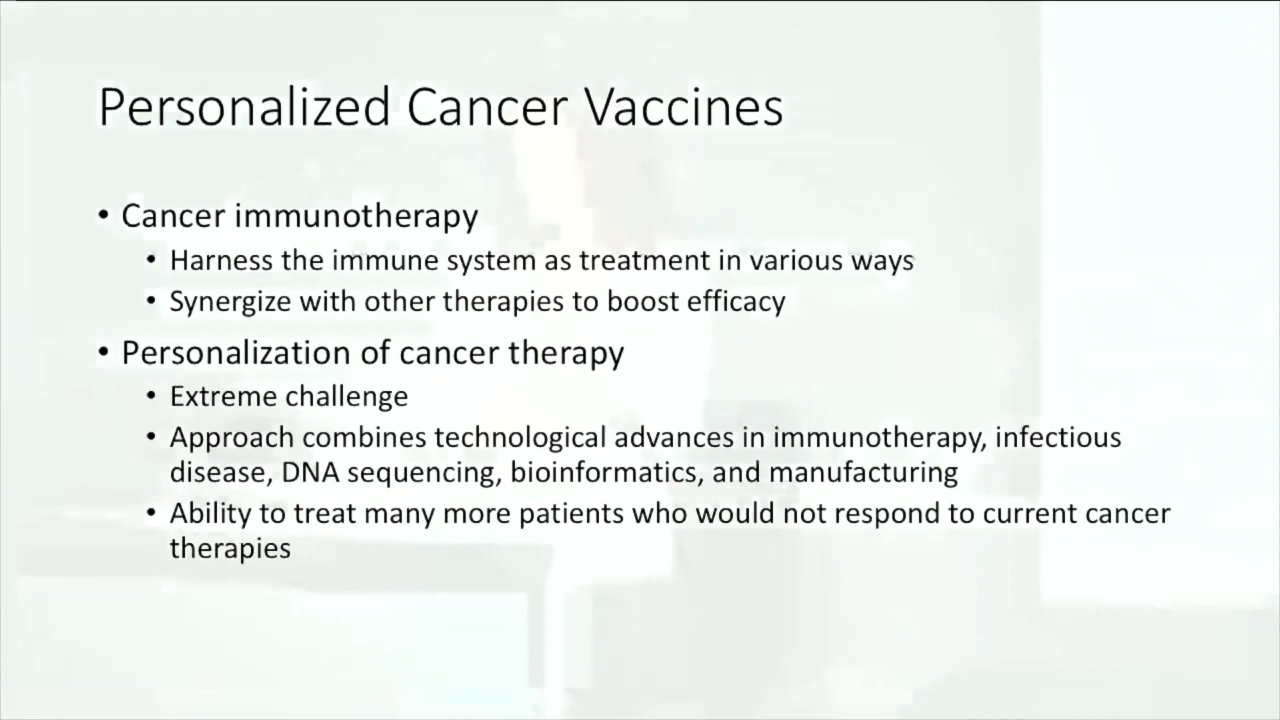 Personalized Cancer Vaccines
• Cancer immunotherapy
• Harness the immune system as treatment in various ways
• Synergize with other therapies to boost efficacy
• Personalization of cancer therapy
• Extreme challenge
• Approach combines technological advances in immunotherapy, infectious
disease, DNA sequencing, bioinformatics, and manufacturing
• Ability to treat many more patients who would not respond to current cancer
therapies